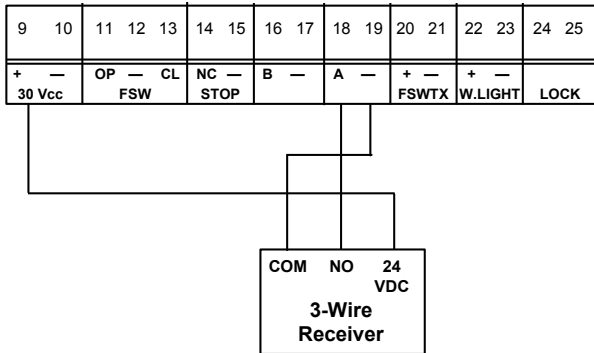 9 10 11 12 13 14 15 16 17 18 19 20 21 22 23 24 25
+ — OP — CL NC — B — A — + — + —
30 Vcc FSW STOP FSWTX W.LIGHT LOCK
COM NO 24
VDC
3-Wire
Receiver